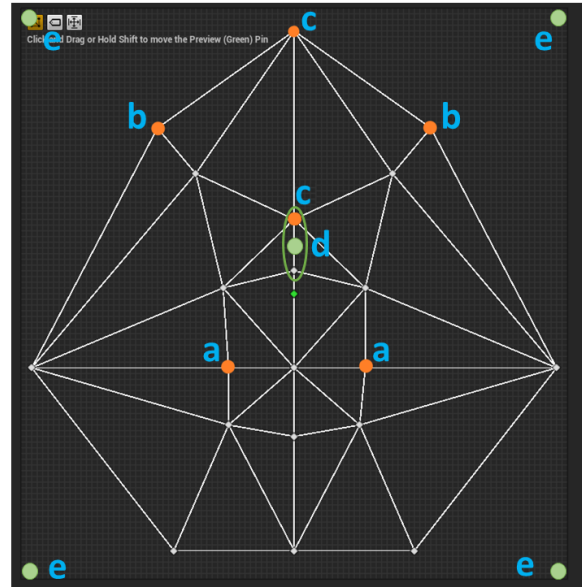 c
e e
Click and Drag or Hold Shift to move the Preview (Green) Pin
b b
c
d
a a
e e